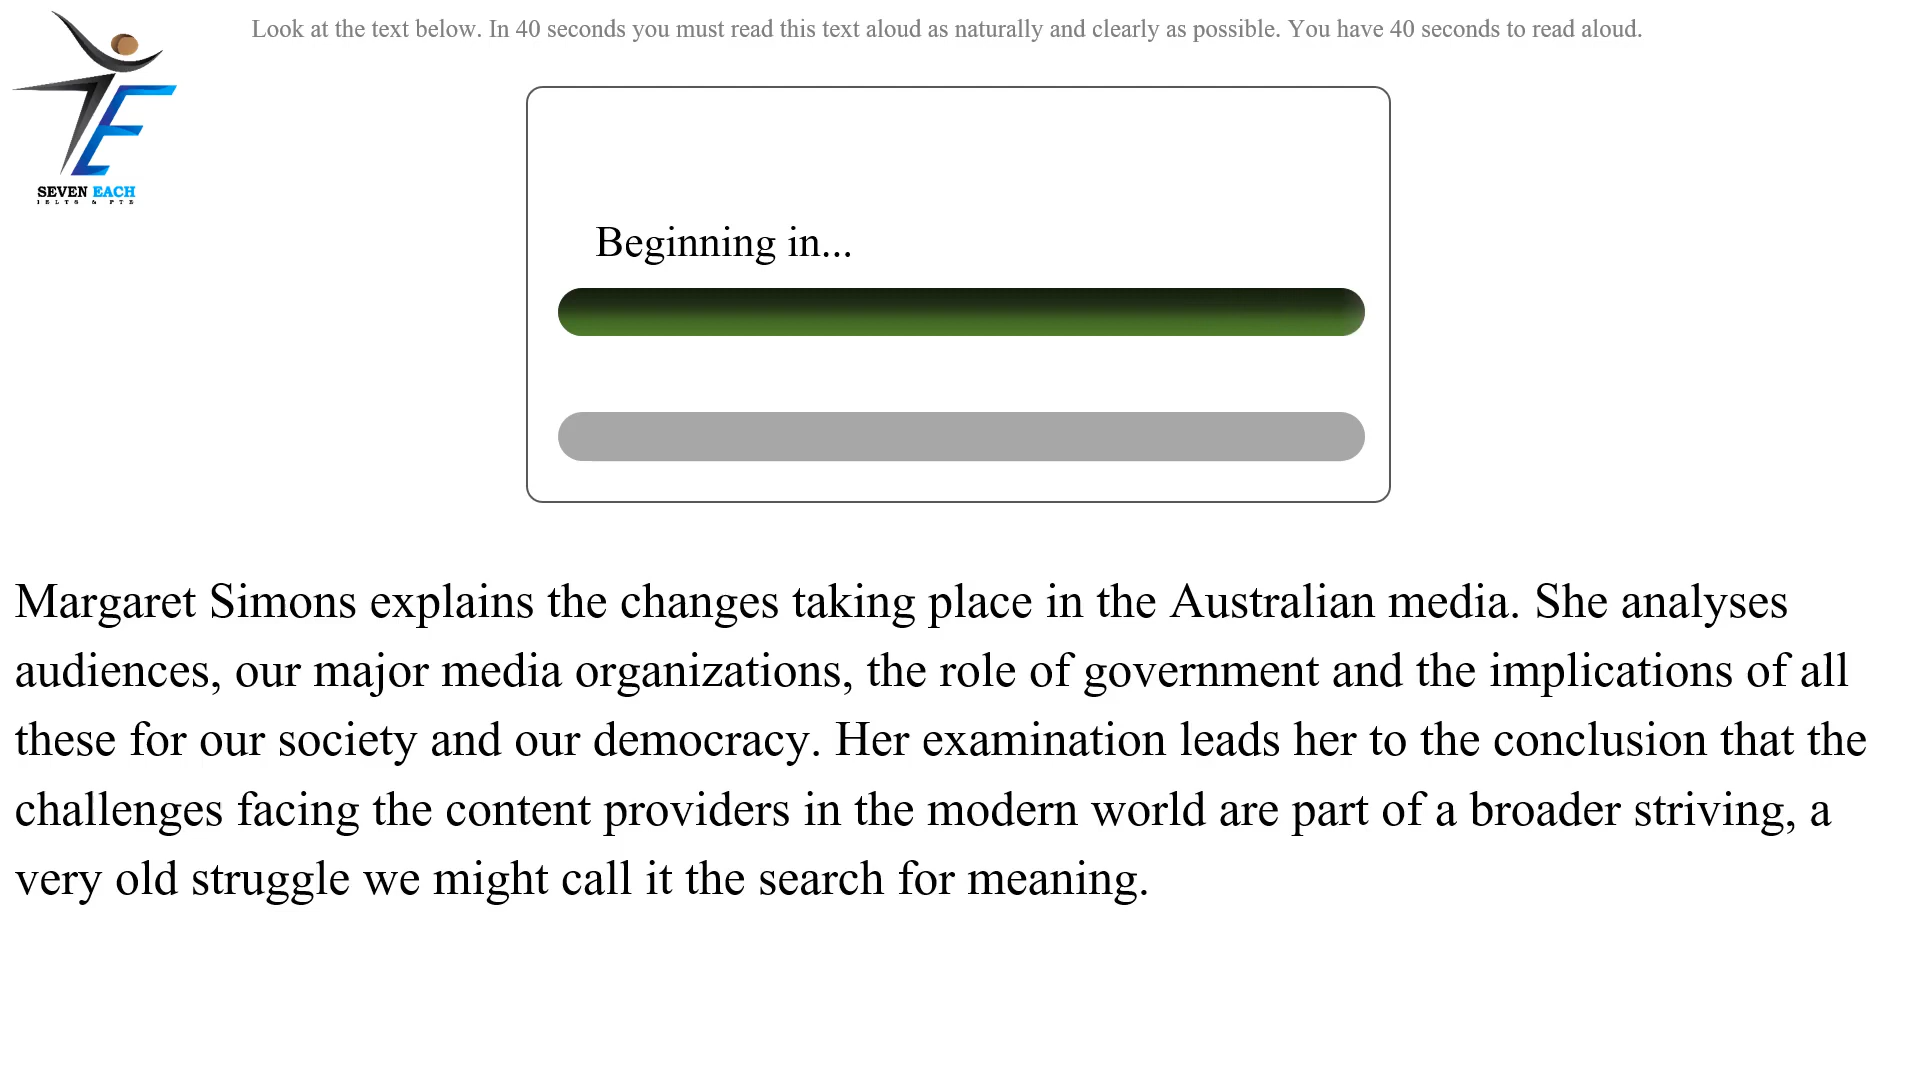 Look at the text below. In 40 seconds you must read this text aloud as naturally and clearly as possible. You have 40 seconds to read aloud.
SEVEN EACH
IELTS & PTE
Beginning in...
Margaret Simons explains the changes taking place in the Australian media. She analyses
audiences, our major media organizations, the role of government and the implications of all
these for our society and our democracy. Her examination leads her to the conclusion that the
challenges facing the content providers in the modern world are part of a broader striving, a
very old struggle we might call it the search for meaning.